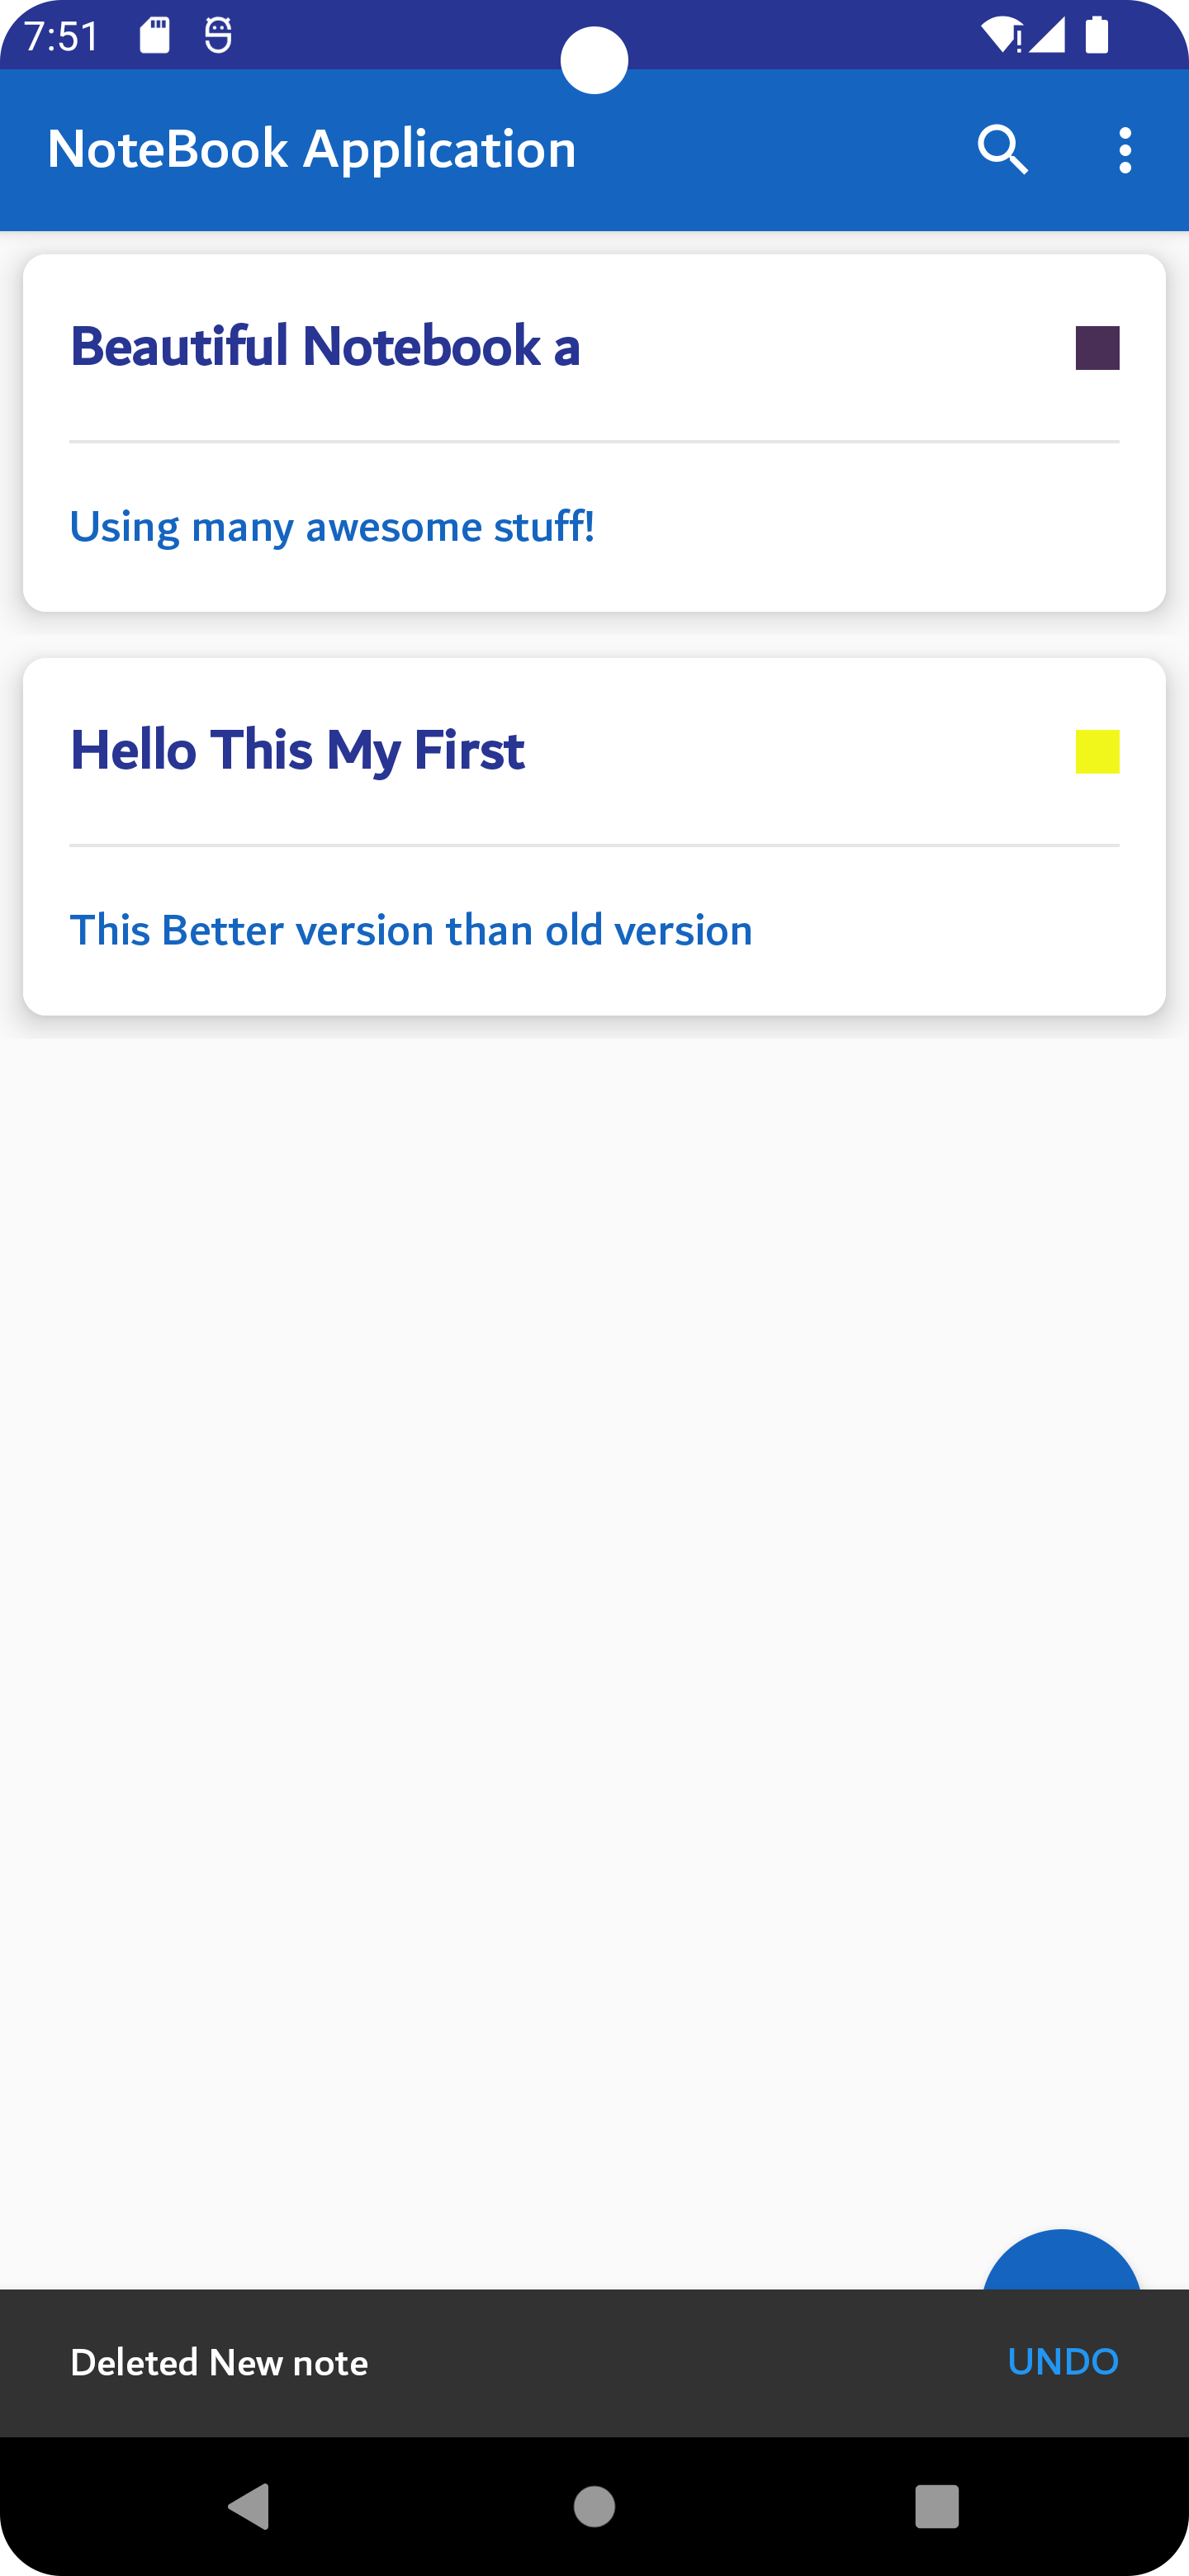 7:51
NoteBook Application
Beautiful Notebook a
Using many awesome stuff!
Hello This My First
This Better version than old version
Deleted New note
UNDO